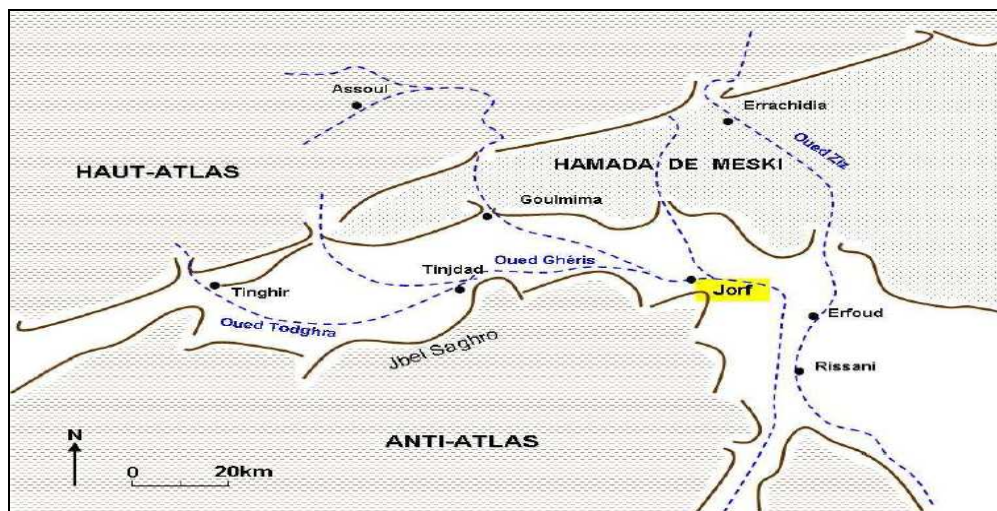 Assoul
Errachidia
Oued Ziz
HAUT-ATLAS
HAMADA DE MESKI
Goulmima
Oued Ghéris
Tinjdad
Tinghir
Jorf
Oued Todghra
Erfoud
Jbel Saghro
Rissani
ANTI-ATLAS
N
0 20km